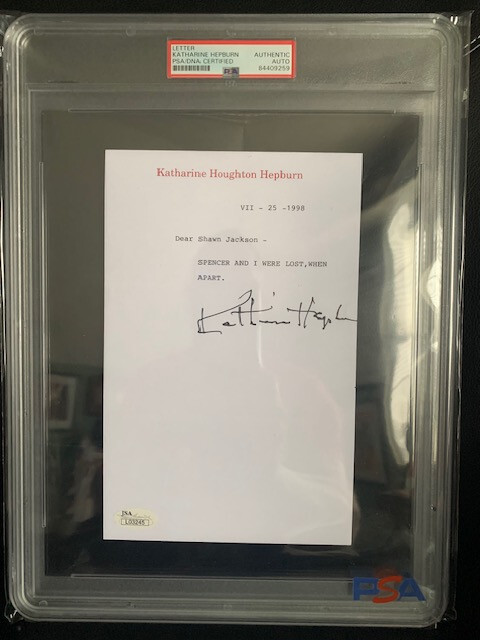 LETTER
KATHARINE HEPBURN AUTHENTIC
PSA/DNA CERTIFIED AUTO
PSA 84409259
Katharine Houghton Hepburn
VII - 25 -1998
Dear Shawn Jackson -
SPENCER AND I WERE LOST,WHEN
APART.
Katharine Hepburn
JSA
L03245
PSA